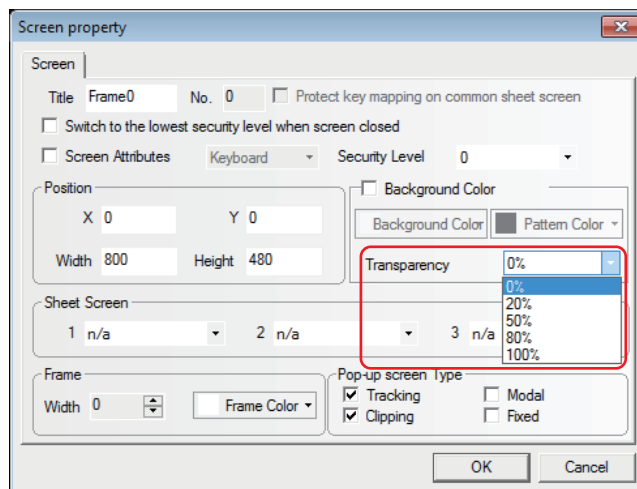 Screen property
Screen
Title Frame0 No. 0 Protect key mapping on common sheet screen
Switch to the lowest security level when screen closed
Screen Attributes Keyboard Security Level 0
Position Background Color
X 0 Y 0 Background Color Pattern Color
Width 800 Height 480 Transparency 0%
0%
Sheet Screen 20%
50%
1 n/a 2 n/a 3 n/a 80%
100%
Frame Pop-up screen Type
Width 0 Frame Color Tracking Modal
Clipping Fixed
OK Cancel